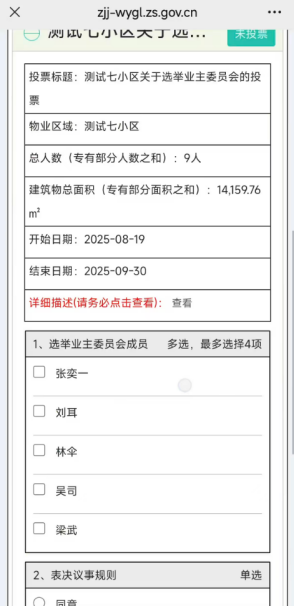 zjj-wygl.zs.gov.cn
测试七小区关于选...
未投票
投票标题：测试七小区关于选举业主委员会的投
票
物业区域：测试七小区
总人数（专有部分人数之和）：9人
建筑物总面积（专有部分面积之和）：14,159.76
m²
开始日期：2025-08-19
结束日期：2025-09-30
详细描述(请务必点击查看)： 查看
1、选举业主委员会成员 多选，最多选择4项
张奕一
刘耳
林伞
吴司
梁武
2、表决议事规则 单选
同意